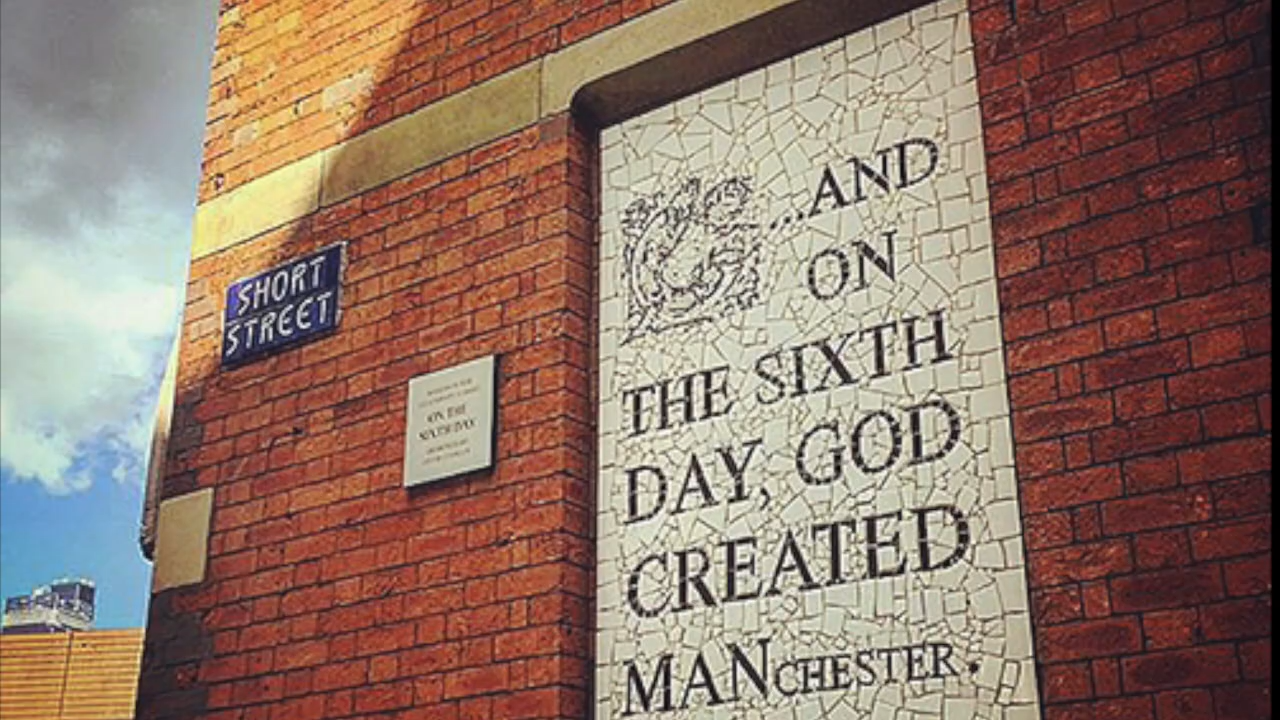 SHORT
STREET
ON THE
SIXTH DAY
...AND
ON
THE SIXTH
DAY, GOD
CREATED
MANCHESTER.